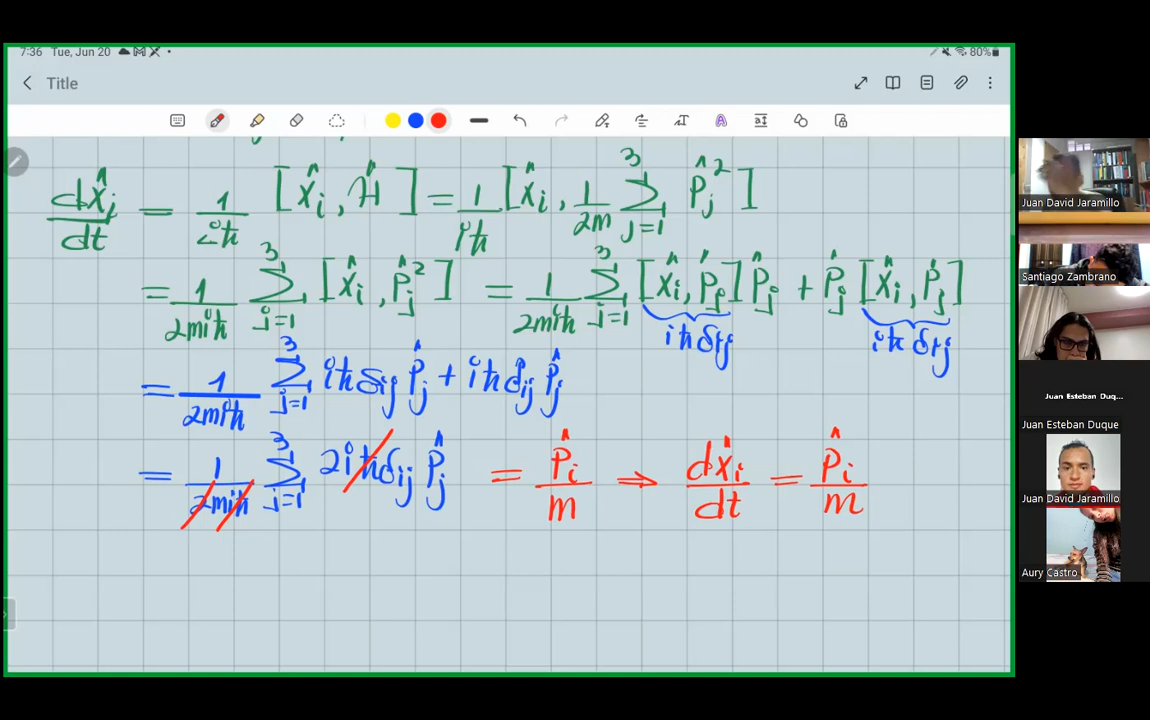 7:36 Tue, Jun 20 80%
Title
dx̂ⱼ/dt = 1/iħ [x̂ᵢ, Ĥ] = 1/iħ [x̂ᵢ, 1/2m Σ³ⱼ₌₁ p̂ⱼ²]
= 1/2miħ Σ³ⱼ₌₁ [x̂ᵢ, p̂ⱼ²] = 1/2miħ Σ³ⱼ₌₁ [x̂ᵢ, p̂ⱼ] p̂ⱼ + p̂ⱼ [x̂ᵢ, p̂ⱼ]
iħδᵢⱼ iħδᵢⱼ
= 1/2miħ Σ³ⱼ₌₁ iħδᵢⱼ p̂ⱼ + iħδᵢⱼ p̂ⱼ
= 1/2miħ Σ³ⱼ₌₁ 2iħδᵢⱼ p̂ⱼ = p̂ᵢ/m ⇒ dx̂ᵢ/dt = p̂ᵢ/m
Juan David Jaramillo
Santiago Zambrano
Juan Esteban Duq...
Juan Esteban Duque
Juan David Jaramillo
Aury Castro